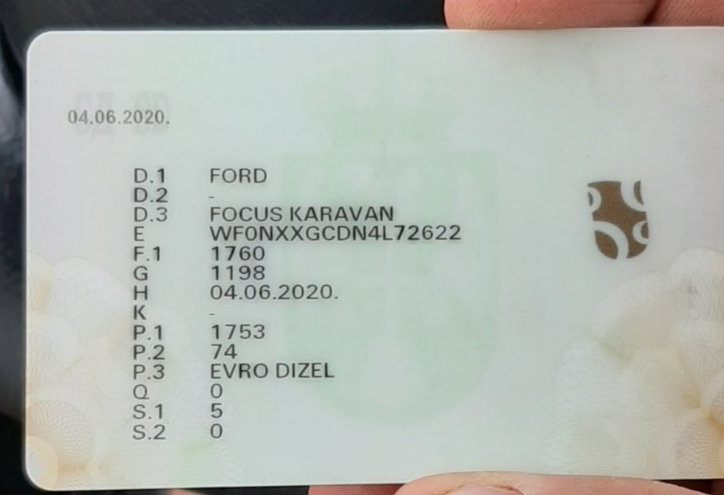 04.06.2020.
D.1 FORD
D.2 -
D.3 FOCUS KARAVAN
E WF0NXXGCDN4L72622
F.1 1760
G 1198
H 04.06.2020.
K -
P.1 1753
P.2 74
P.3 EVRO DIZEL
Q 0
S.1 5
S.2 0